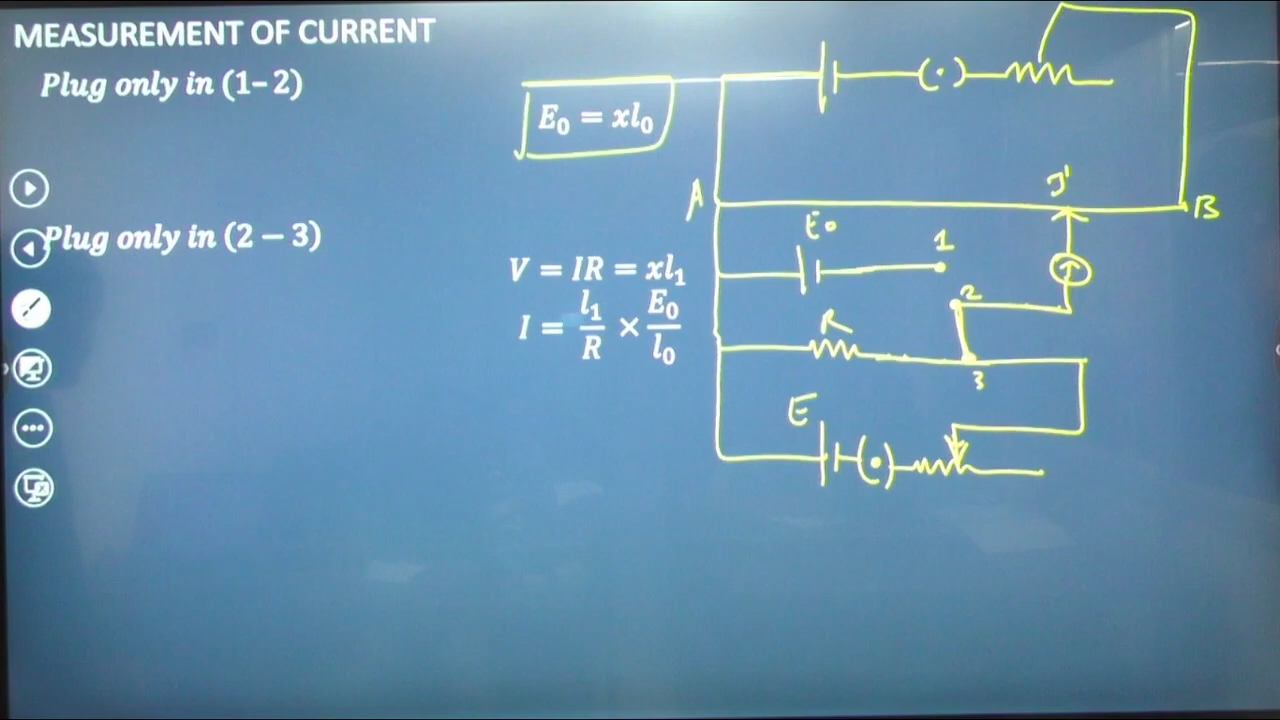 MEASUREMENT OF CURRENT
Plug only in (1–2)
E₀ = xl₀
Plug only in (2 – 3)
V = IR = xl₁
I = l₁/R × E₀/l₀
A
J'
B
E₀
1
2
R
3
E